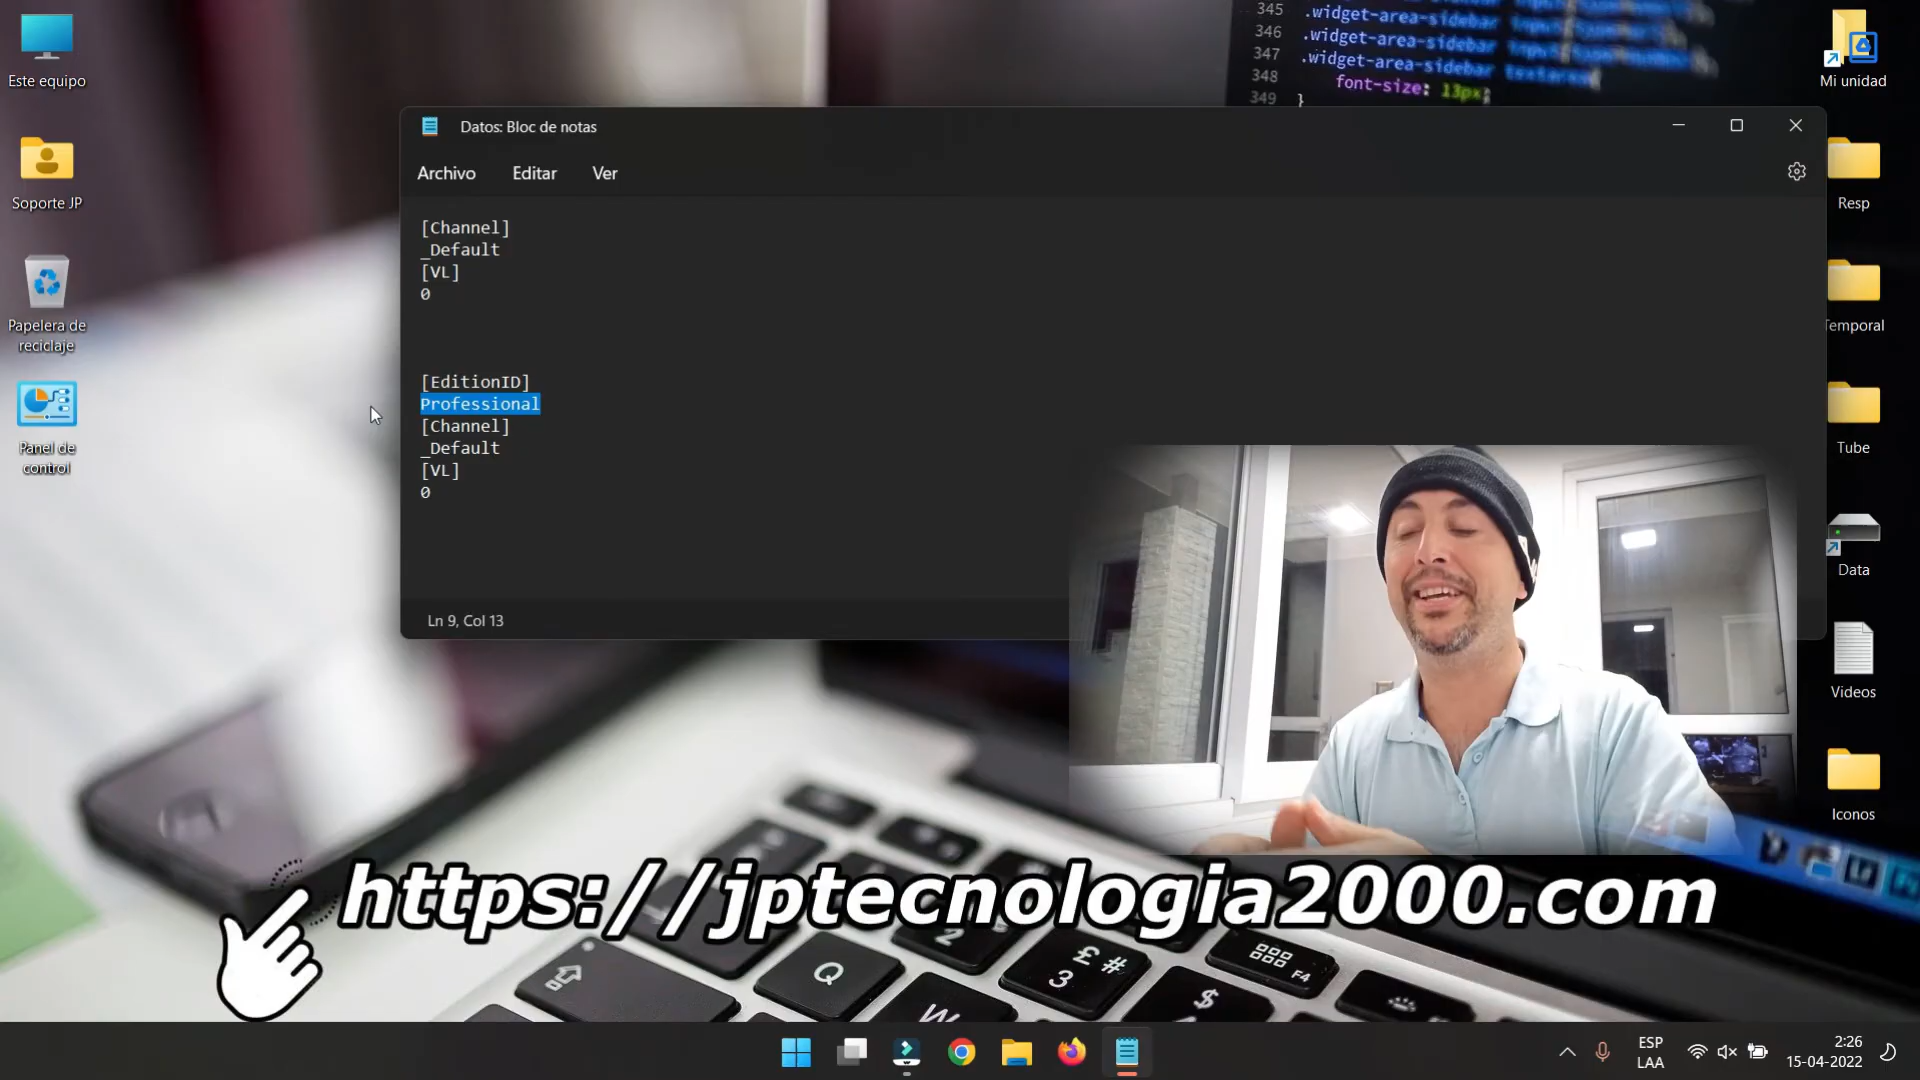 345
.widget-area-sidebar
346
.widget-area-sidebar
347
.widget-area-sidebar
348
font-size: 13px;
349
}
Este equipo
Soporte JP
Papelera de
reciclaje
Panel de
control
Datos: Bloc de notas
Archivo
Editar
Ver
[Channel]
_Default
[VL]
0
[EditionID]
Professional
[Channel]
_Default
[VL]
0
Ln 9, Col 13
Mi unidad
Resp
Temporal
Tube
Data
Videos
Iconos
https://jptecnologia2000.com
Q
W
2
£ #
3
$
F4
ESP
LAA
2:26
15-04-2022